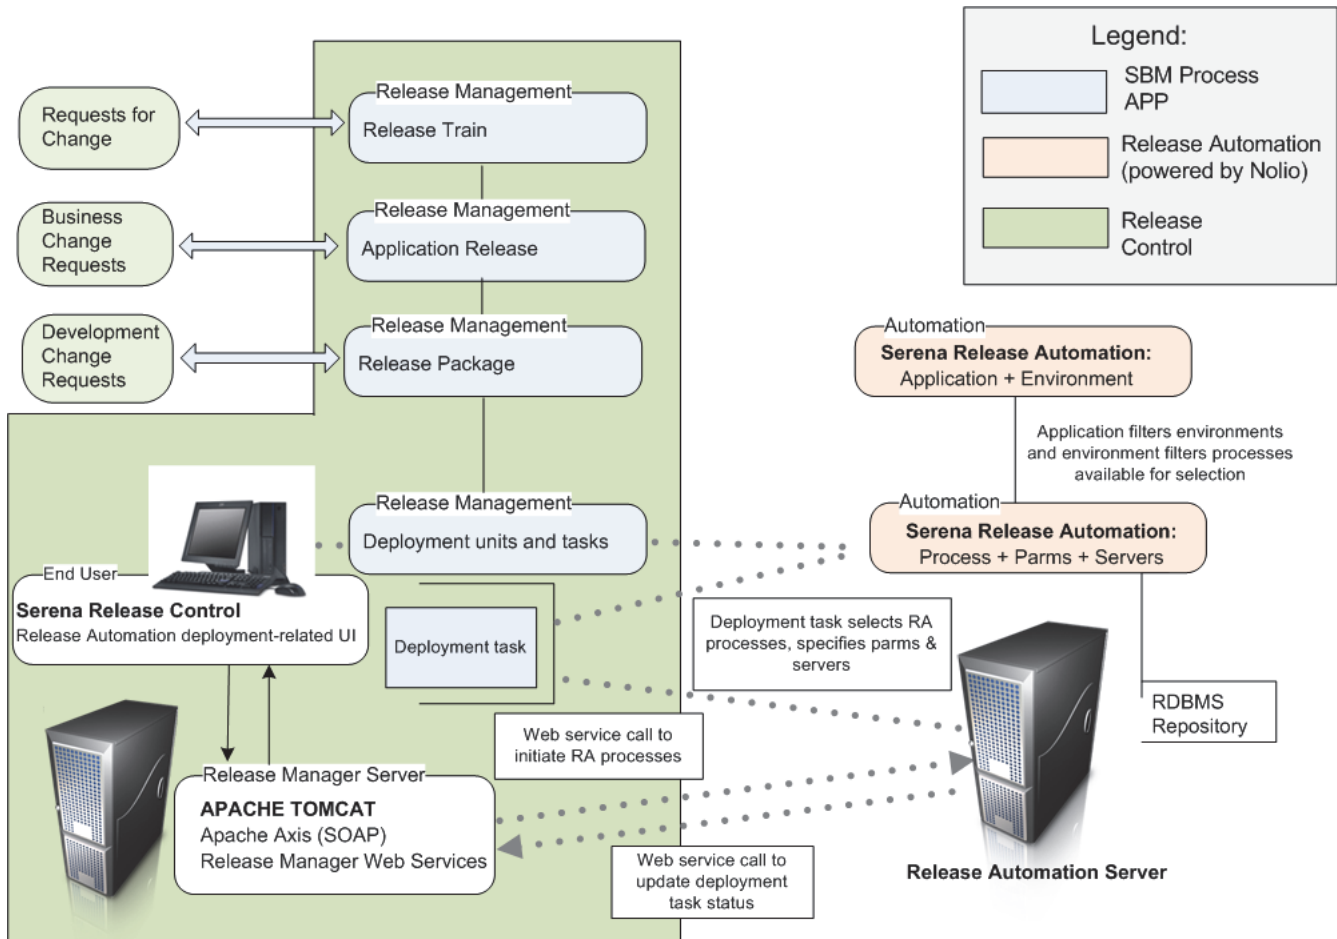 Legend:
SBM Process
APP
Release Automation
(powered by Nolio)
Release
Control
Requests for
Change
Release Management
Release Train
Business
Change
Requests
Release Management
Application Release
Development
Change
Requests
Release Management
Release Package
Automation
Serena Release Automation:
Application + Environment
Application filters environments
and environment filters processes
available for selection
Release Management
Deployment units and tasks
Automation
Serena Release Automation:
Process + Parms + Servers
End User
Serena Release Control
Release Automation deployment-related UI
Deployment task
Deployment task selects RA
processes, specifies parms &
servers
RDBMS
Repository
Web service call to
initiate RA processes
Release Manager Server
APACHE TOMCAT
Apache Axis (SOAP)
Release Manager Web Services
Web service call to
update deployment
task status
Release Automation Server